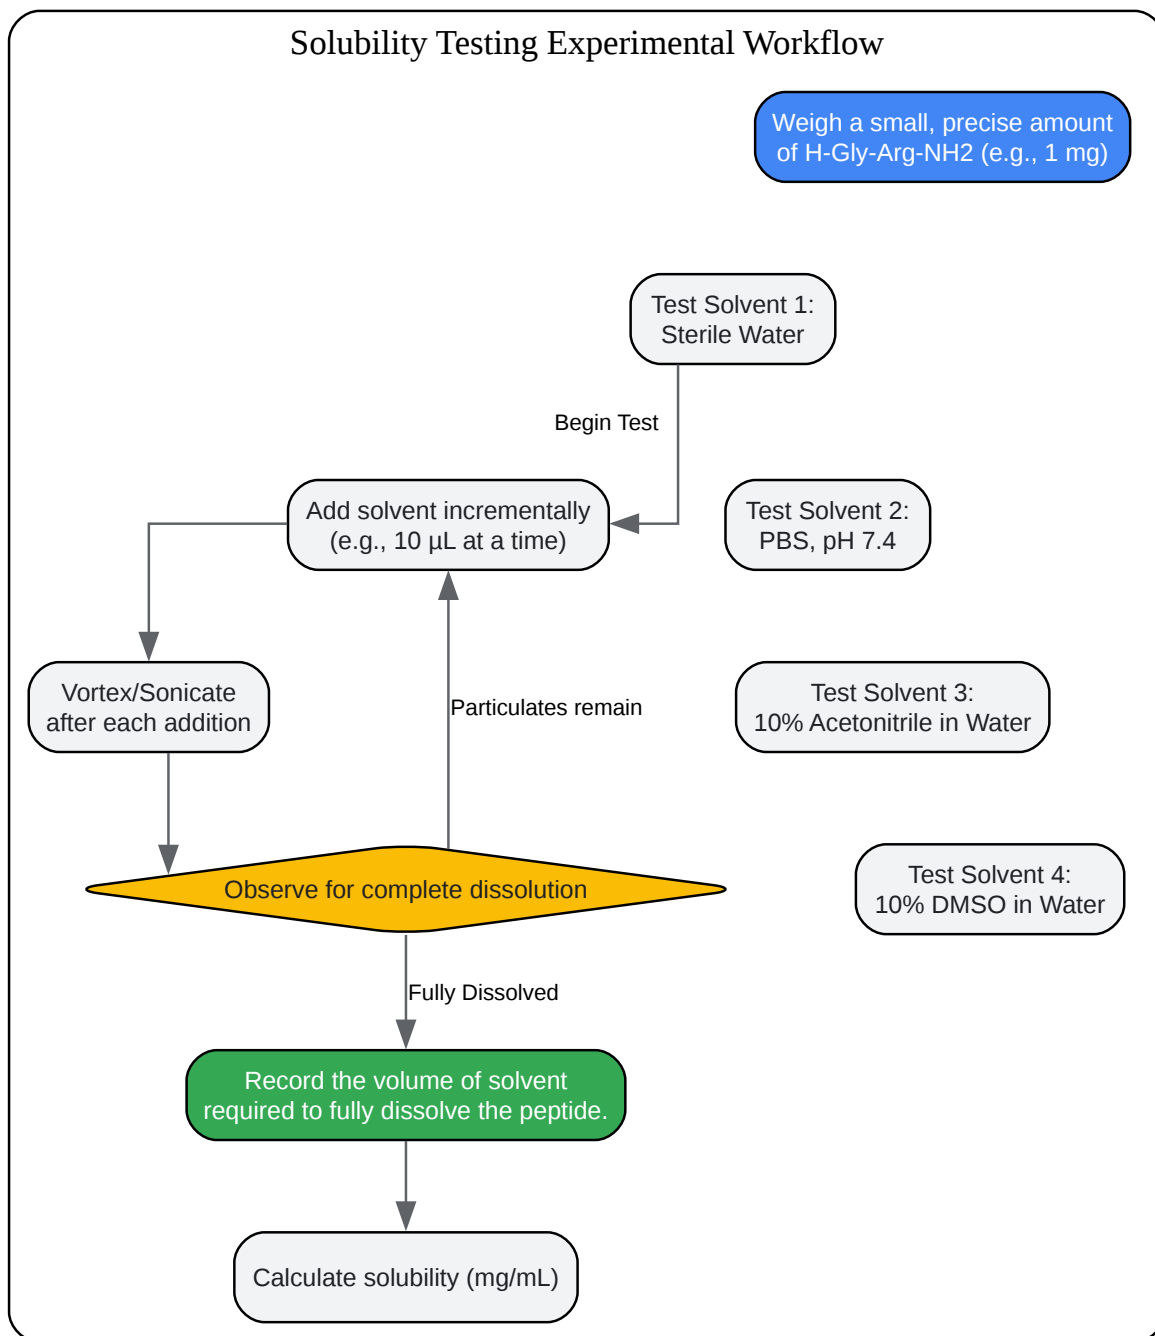 Solubility Testing Experimental Workflow
Weigh a small, precise amount
of H-Gly-Arg-NH2 (e.g., 1 mg)
Test Solvent 1:
Sterile Water
Begin Test
Add solvent incrementally
(e.g., 10 µL at a time)
Test Solvent 2:
PBS, pH 7.4
Vortex/Sonicate
after each addition
Particulates remain
Test Solvent 3:
10% Acetonitrile in Water
Observe for complete dissolution
Test Solvent 4:
10% DMSO in Water
Fully Dissolved
Record the volume of solvent
required to fully dissolve the peptide.
Calculate solubility (mg/mL)